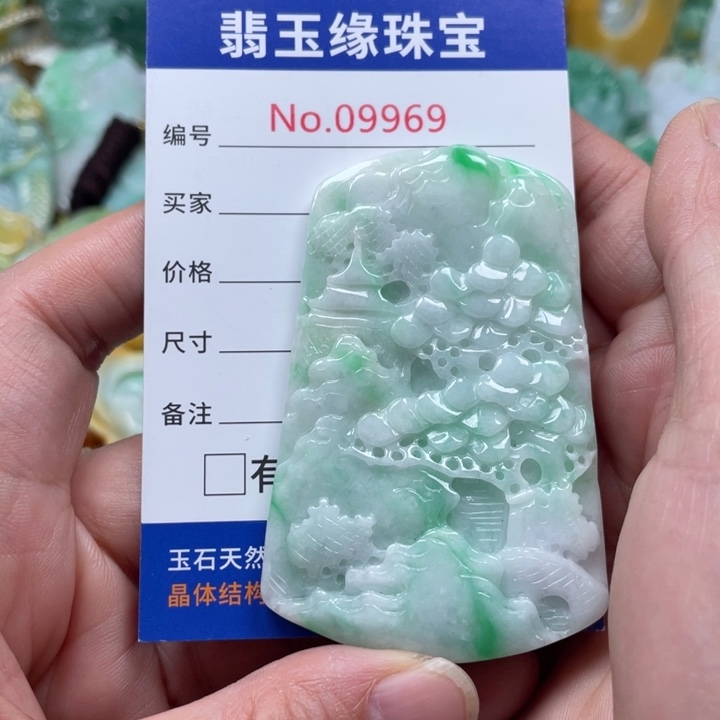 翡玉缘珠宝
编号 No.09969
买家
价格
尺寸
备注
□有
玉石天然
晶体结构